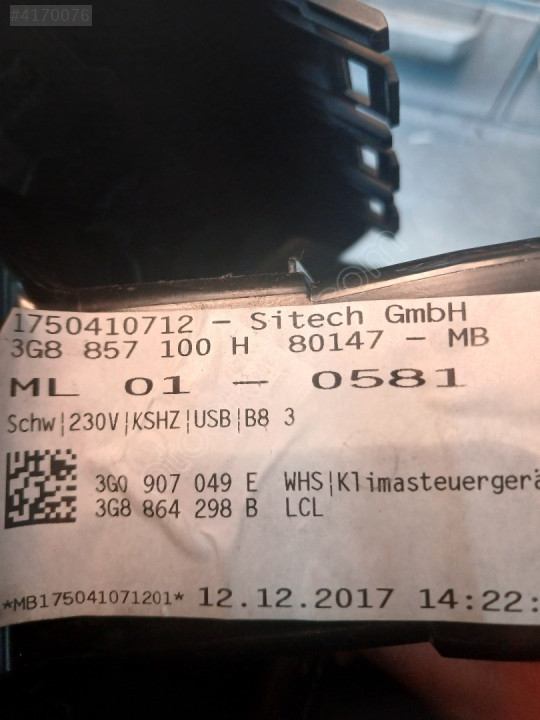 #4170076
1750410712 - Sitech GmbH
3G8 857 100 H 80147 - MB
ML 01 - 0581
Schw|230V|KSHZ|USB|B8 3
3G0 907 049 E WHS|Klimasteuergerä
3G8 864 298 B LCL
*MB175041071201* 12.12.2017 14:22: